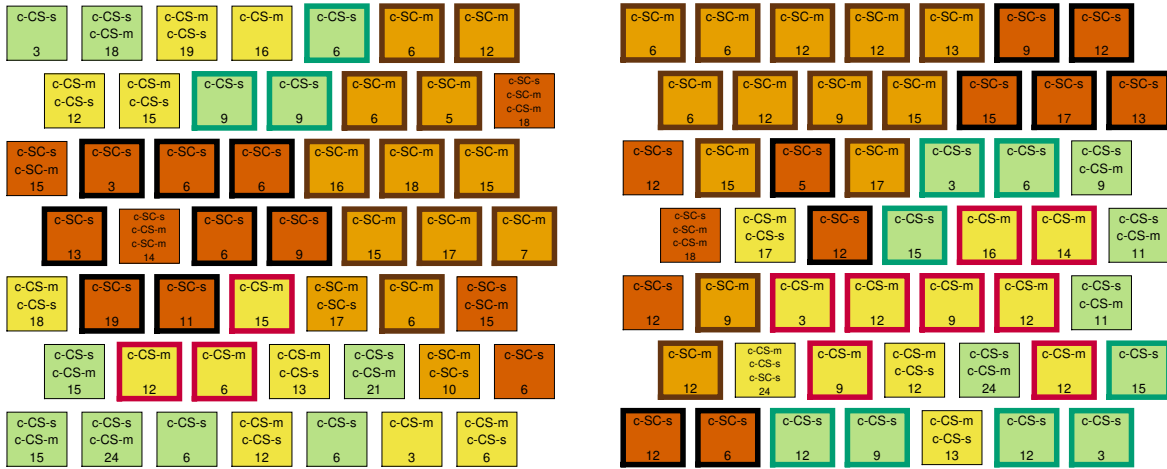 c-CS-s
3
c-CS-s
c-CS-m
18
c-CS-m
c-CS-s
19
c-CS-m
16
c-CS-s
6
c-SC-m
6
c-SC-m
12
c-CS-m
c-CS-s
12
c-CS-m
c-CS-s
15
c-CS-s
9
c-CS-s
9
c-SC-m
6
c-SC-m
5
c-SC-s
c-SC-m
c-CS-m
18
c-SC-s
c-SC-m
15
c-SC-s
3
c-SC-s
6
c-SC-s
6
c-SC-m
16
c-SC-m
18
c-SC-m
15
c-SC-s
13
c-SC-s
c-CS-m
c-SC-m
14
c-SC-s
6
c-SC-s
9
c-SC-m
15
c-SC-m
17
c-SC-m
7
c-CS-m
c-CS-s
18
c-SC-s
19
c-SC-s
11
c-CS-m
15
c-SC-m
c-SC-s
17
c-SC-m
6
c-SC-s
c-SC-m
15
c-CS-s
c-CS-m
15
c-CS-m
12
c-CS-m
6
c-CS-m
c-CS-s
13
c-CS-s
c-CS-m
21
c-SC-m
c-SC-s
10
c-SC-s
6
c-CS-s
c-CS-m
15
c-CS-s
c-CS-m
24
c-CS-s
6
c-CS-m
c-CS-s
12
c-CS-s
6
c-CS-m
3
c-CS-m
c-CS-s
6
c-SC-m
6
c-SC-m
6
c-SC-m
12
c-SC-m
12
c-SC-m
13
c-SC-s
9
c-SC-s
12
c-SC-m
6
c-SC-m
12
c-SC-m
9
c-SC-m
15
c-SC-s
15
c-SC-s
17
c-SC-s
13
c-SC-s
12
c-SC-m
15
c-SC-s
5
c-SC-m
17
c-CS-s
3
c-CS-s
6
c-CS-s
c-CS-m
9
c-SC-s
c-SC-m
c-CS-m
18
c-CS-m
c-CS-s
17
c-SC-s
12
c-CS-s
15
c-CS-m
16
c-CS-m
14
c-CS-s
c-CS-m
11
c-SC-s
12
c-SC-m
9
c-CS-m
3
c-CS-m
12
c-CS-m
9
c-CS-m
12
c-CS-s
c-CS-m
11
c-SC-m
12
c-CS-m
c-CS-s
c-SC-s
24
c-CS-m
9
c-CS-m
c-CS-s
12
c-CS-s
c-CS-m
24
c-CS-m
12
c-CS-s
15
c-SC-s
12
c-SC-s
6
c-CS-s
12
c-CS-s
9
c-CS-m
c-CS-s
13
c-CS-s
12
c-CS-s
3